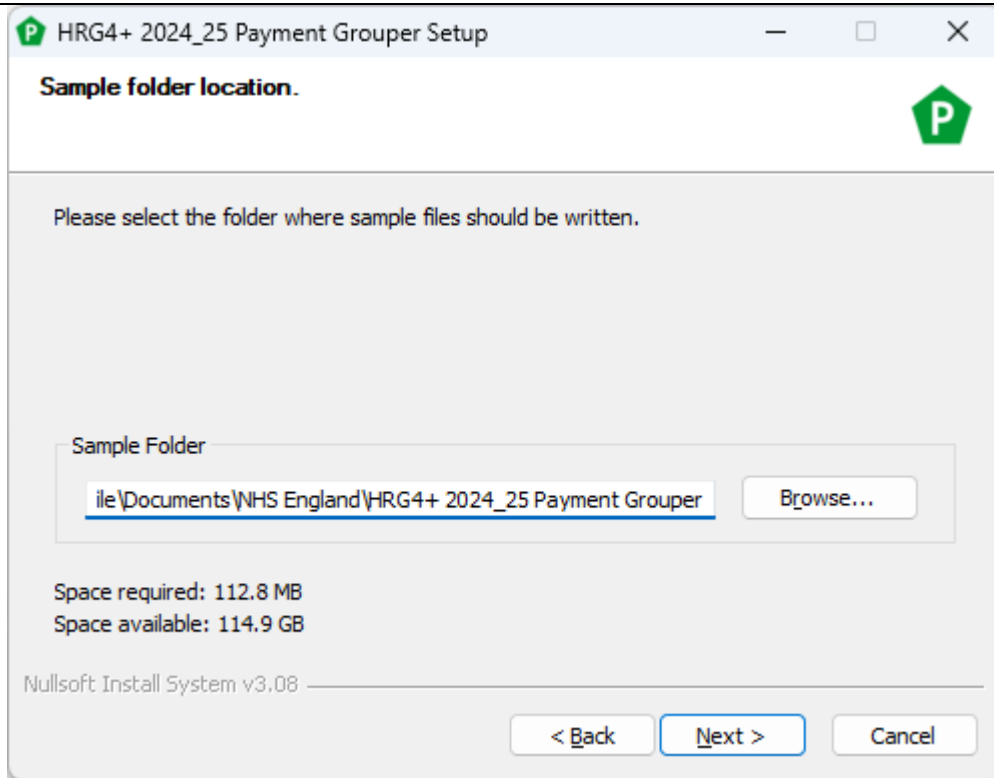 P HRG4+ 2024_25 Payment Grouper Setup
Sample folder location.
P
Please select the folder where sample files should be written.
Sample Folder
ile\Documents\NHS England\HRG4+ 2024_25 Payment Grouper
Browse...
Space required: 112.8 MB
Space available: 114.9 GB
Nullsoft Install System v3.08
< Back
Next >
Cancel